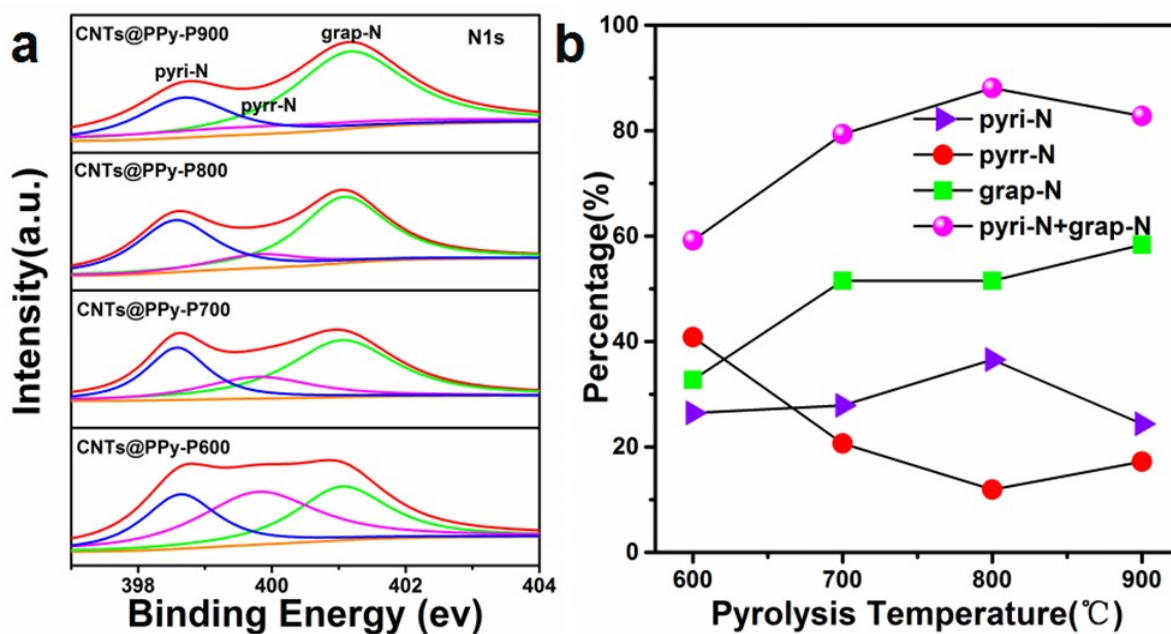 a
CNTs@PPy-P900
grap-N
N1s
pyri-N
pyrr-N
CNTs@PPy-P800
CNTs@PPy-P700
CNTs@PPy-P600
Intensity(a.u.)
398
400
402
404
Binding Energy (ev)
b
100
80
60
40
20
0
Percentage(%)
pyri-N
pyrr-N
grap-N
pyri-N+grap-N
600
700
800
900
Pyrolysis Temperature(℃)